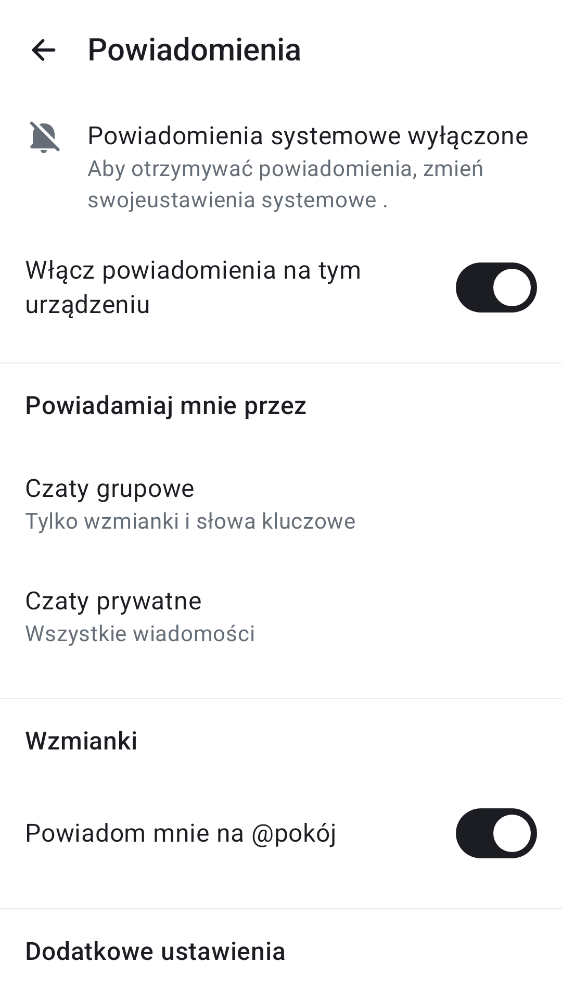 Powiadomienia
Powiadomienia systemowe wyłączone
Aby otrzymywać powiadomienia, zmień
swojeustawienia systemowe .
Włącz powiadomienia na tym
urządzeniu
Powiadamiaj mnie przez
Czaty grupowe
Tylko wzmianki i słowa kluczowe
Czaty prywatne
Wszystkie wiadomości
Wzmianki
Powiadom mnie na @pokój
Dodatkowe ustawienia